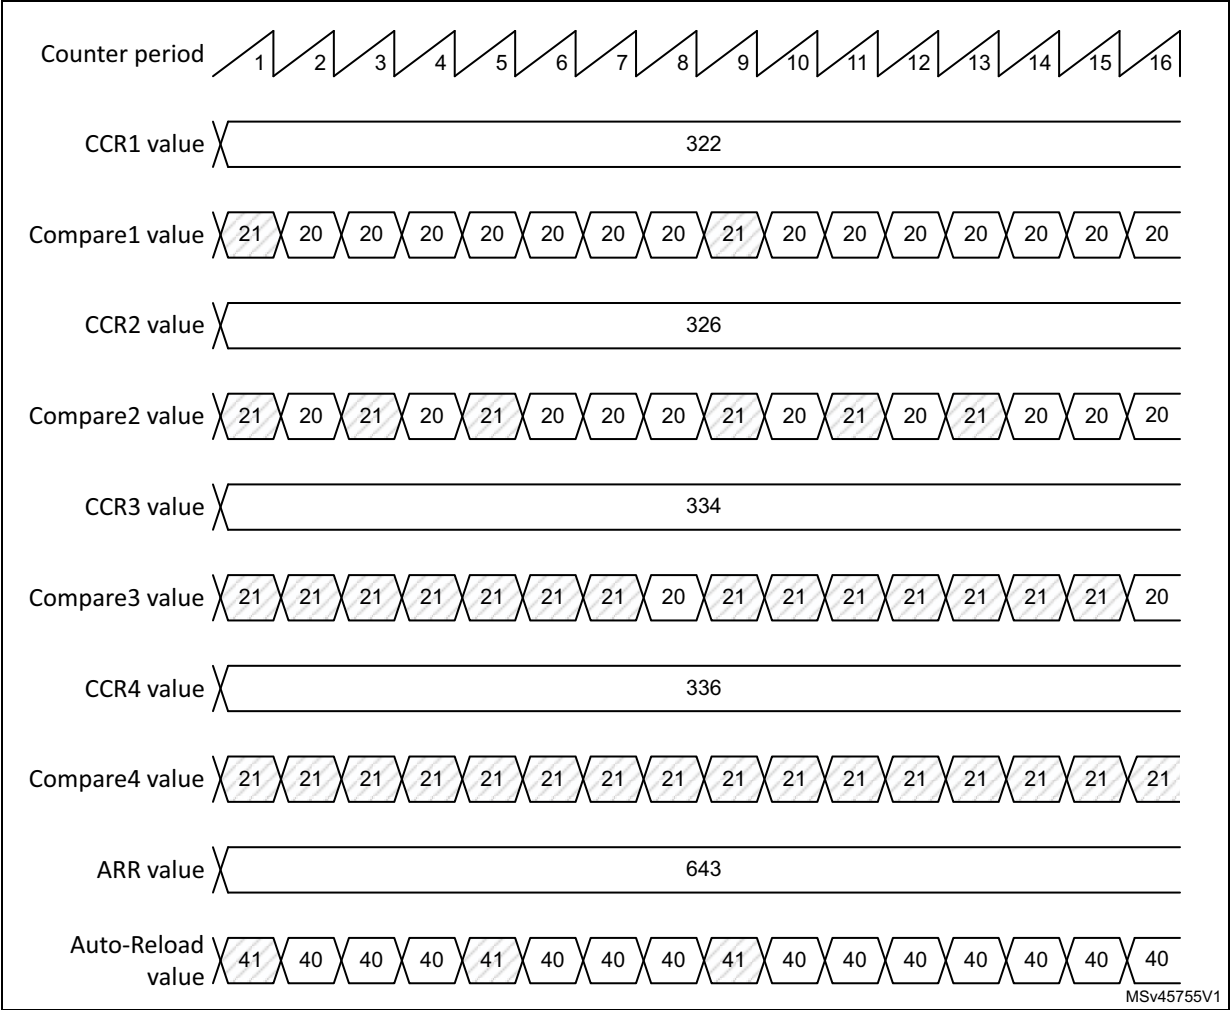 Counter period 1 2 3 4 5 6 7 8 9 10 11 12 13 14 15 16
CCR1 value 322
Compare1 value 21 20 20 20 20 20 20 20 21 20 20 20 20 20 20 20
CCR2 value 326
Compare2 value 21 20 21 20 21 20 20 20 21 20 21 20 21 20 20 20
CCR3 value 334
Compare3 value 21 21 21 21 21 21 21 20 21 21 21 21 21 21 21 20
CCR4 value 336
Compare4 value 21 21 21 21 21 21 21 21 21 21 21 21 21 21 21 21
ARR value 643
Auto-Reload
value 41 40 40 40 41 40 40 40 41 40 40 40 40 40 40 40
MSv45755V1